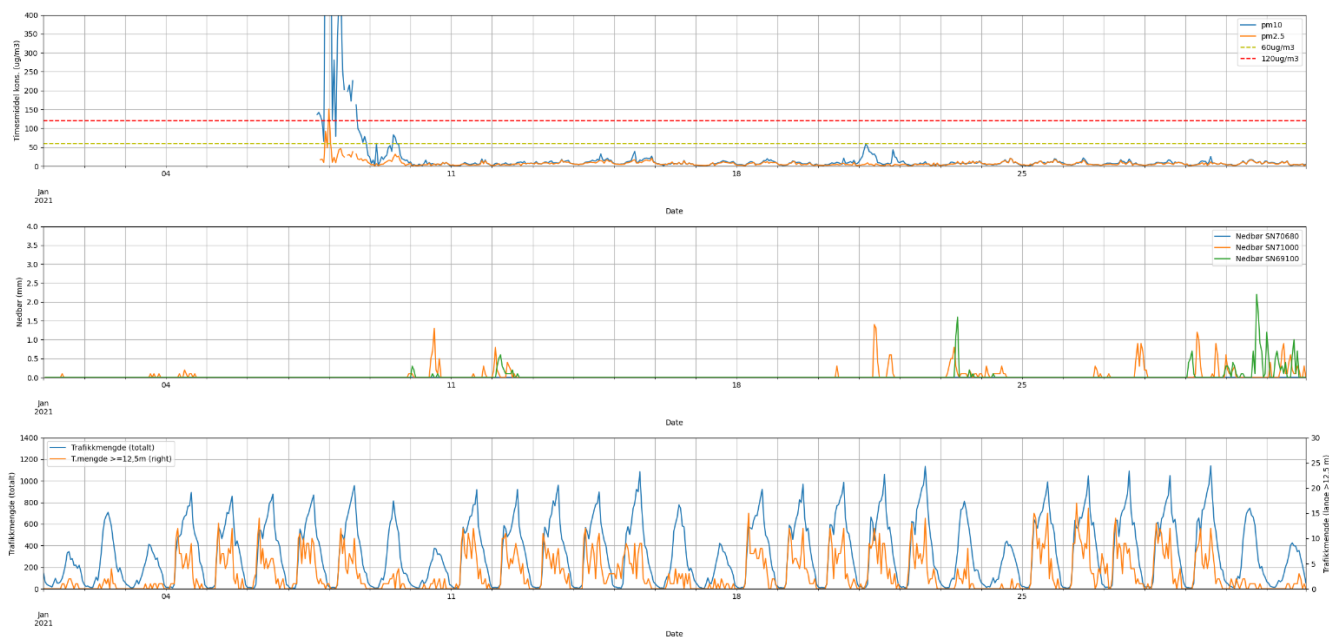 400
350
300
250
200
150
100
50
0
Timesmiddel kons. (ug/m3)
pm10
pm2.5
60ug/m3
120ug/m3
04
11
18
25
Jan
2021
Date
4.0
3.5
3.0
2.5
2.0
1.5
1.0
0.5
0.0
Nedbør (mm)
Nedbør SN70680
Nedbør SN71000
Nedbør SN69100
04
11
18
25
Jan
2021
Date
1400
1200
1000
800
600
400
200
0
Trafikkmengde (totalt)
Trafikkmengde (totalt)
T.mengde >=12,5m (right)
30
25
20
15
10
5
0
04
11
18
25
Jan
2021
Date